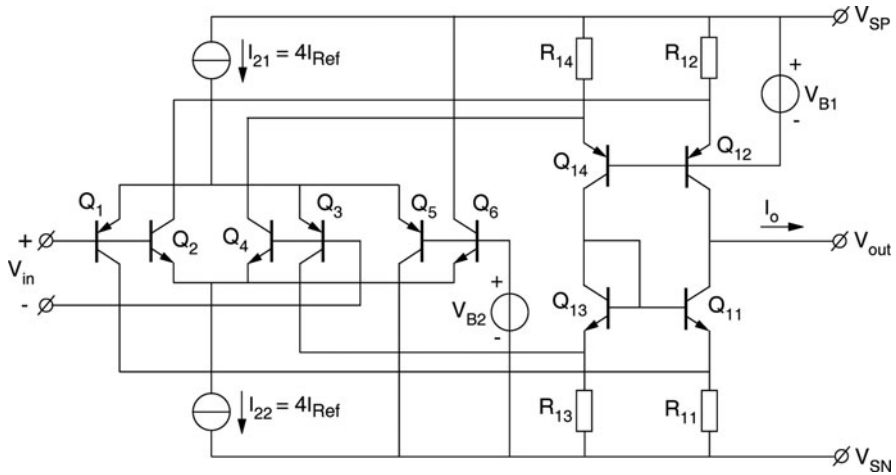 V_SP
I_21 = 4I_Ref
R_14
R_12
+
V_B1
-
Q_14
Q_12
Q_1
Q_2
Q_4
Q_3
Q_5
Q_6
+
V_in
-
I_o
V_out
+
V_B2
-
Q_13
Q_11
I_22 = 4I_Ref
R_13
R_11
V_SN